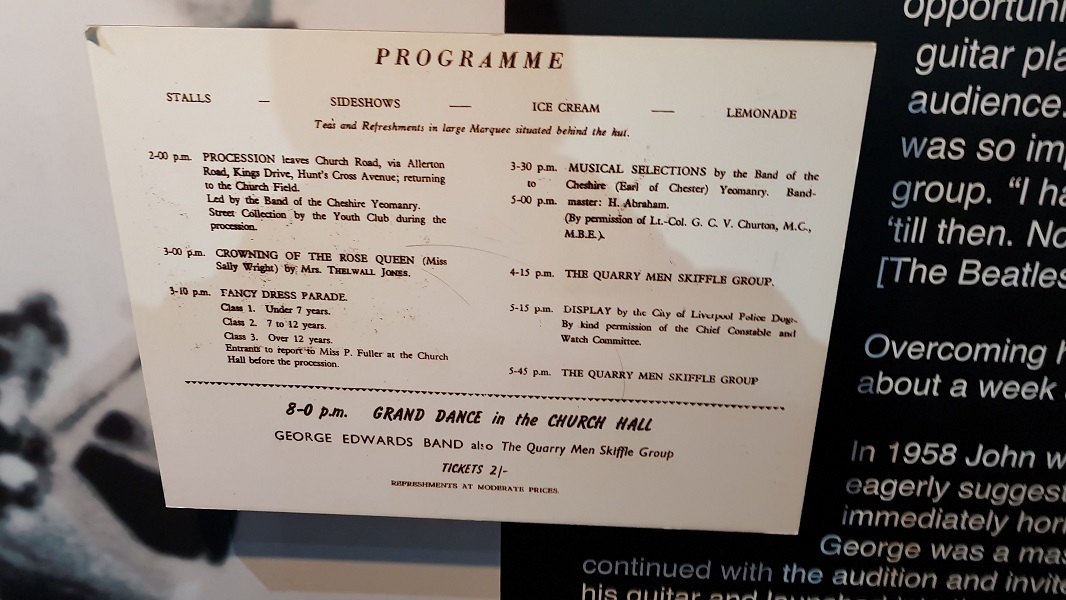 PROGRAMME
STALLS — SIDESHOWS — ICE CREAM — LEMONADE
Teas and Refreshments in large Marquee situated behind the hut.
2-00 p.m. PROCESSION leaves Church Road, via Allerton
Road, Kings Drive, Hunt's Cross Avenue; returning
to the Church Field.
Led by the Band of the Cheshire Yeomanry.
Street Collection by the Youth Club during the
procession.
3-00 p.m. CROWNING OF THE ROSE QUEEN (Miss
Sally Wright) by Mrs. THELWALL JONES.
3-10 p.m. FANCY DRESS PARADE.
Class 1. Under 7 years.
Class 2. 7 to 12 years.
Class 3. Over 12 years.
Entrants to report to Miss P. Fuller at the Church
Hall before the procession.
3-30 p.m. MUSICAL SELECTIONS by the Band of the
to Cheshire (Earl of Chester) Yeomanry. Band-
5-00 p.m. master: H. Abraham.
(By permission of Lt.-Col. G. C. V. Churton, M.C.,
M.B.E.).
4-15 p.m. THE QUARRY MEN SKIFFLE GROUP.
5-15 p.m. DISPLAY by the City of Liverpool Police Dogs.
By kind permission of the Chief Constable and
Watch Committee.
5-45 p.m. THE QUARRY MEN SKIFFLE GROUP
8-0 p.m. GRAND DANCE in the CHURCH HALL
GEORGE EDWARDS BAND also The Quarry Men Skiffle Group
TICKETS 2/-
REFRESHMENTS AT MODERATE PRICES.
opportuni
guitar pla
audience.
was so im
group. "I ha
'till then. No
[The Beatles
Overcoming h
about a week
In 1958 John w
eagerly suggest
immediately hor
George was a mas
continued with the audition and invite
his guitar and